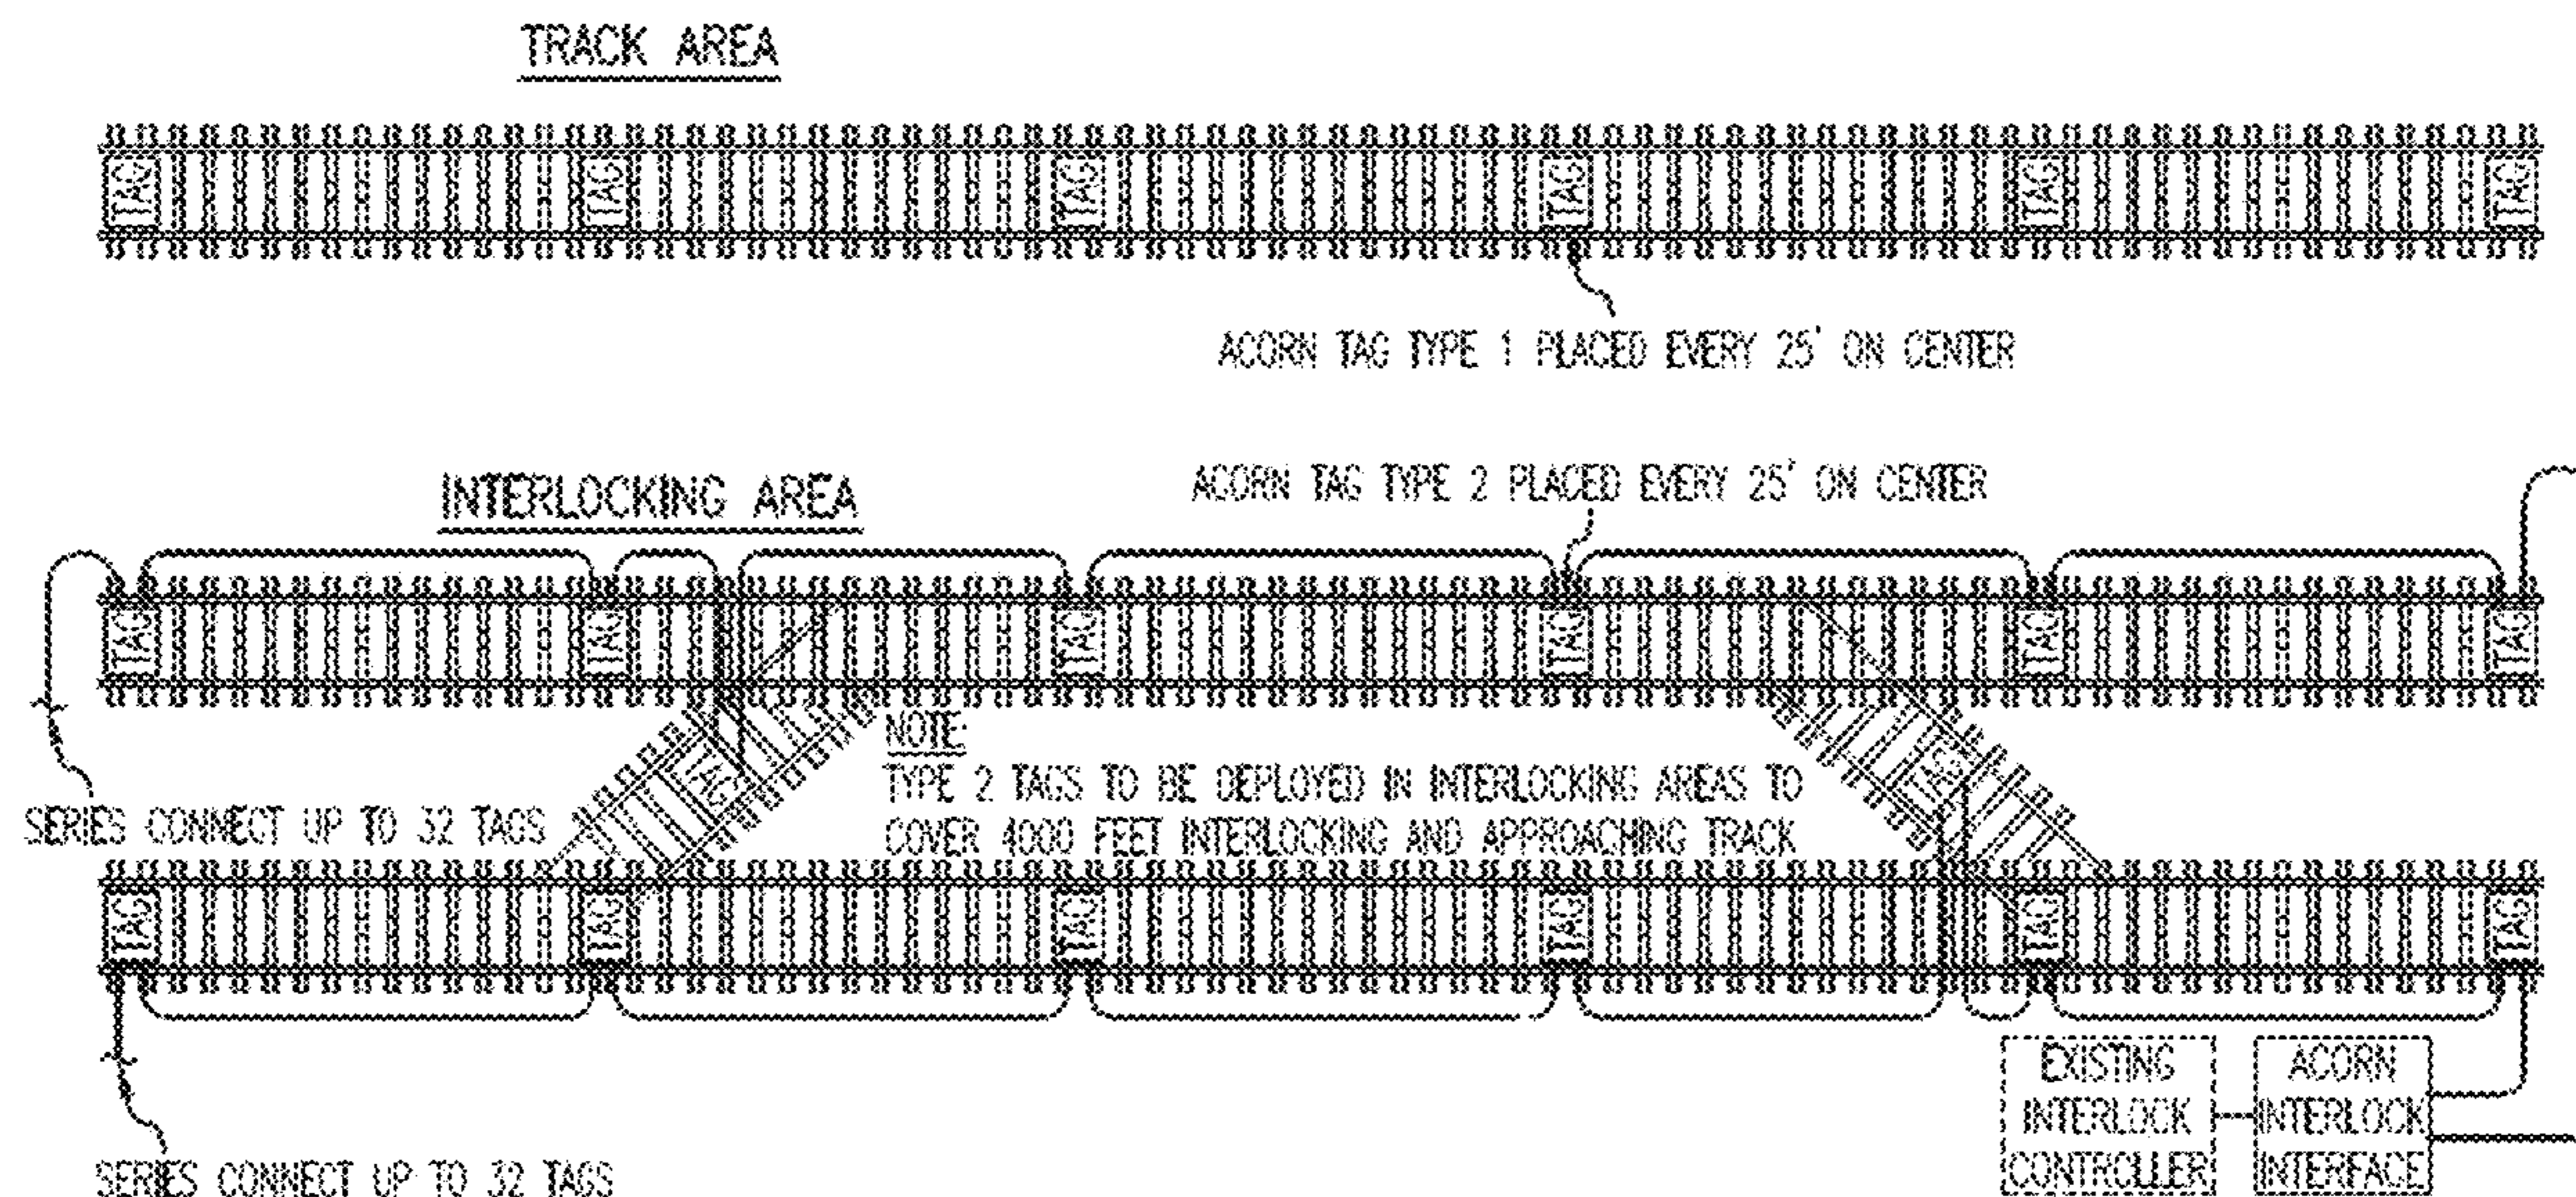 TRACK AREA
TAG TAG TAG TAG TAG TAG
ACORN TAG TYPE 1 PLACED EVERY 25' ON CENTER
ACORN TAG TYPE 2 PLACED EVERY 25' ON CENTER
INTERLOCKING AREA
TAG TAG TAG TAG TAG TAG
NOTE:
TYPE 2 TAGS TO BE DEPLOYED IN INTERLOCKING AREAS TO
COVER 4000 FEET INTERLOCKING AND APPROACHING TRACK
TAG
TAG
SERIES CONNECT UP TO 32 TAGS
TAG TAG TAG TAG TAG TAG
EXISTING
INTERLOCK
CONTROLLER
ACORN
INTERLOCK
INTERFACE
SERIES CONNECT UP TO 32 TAGS